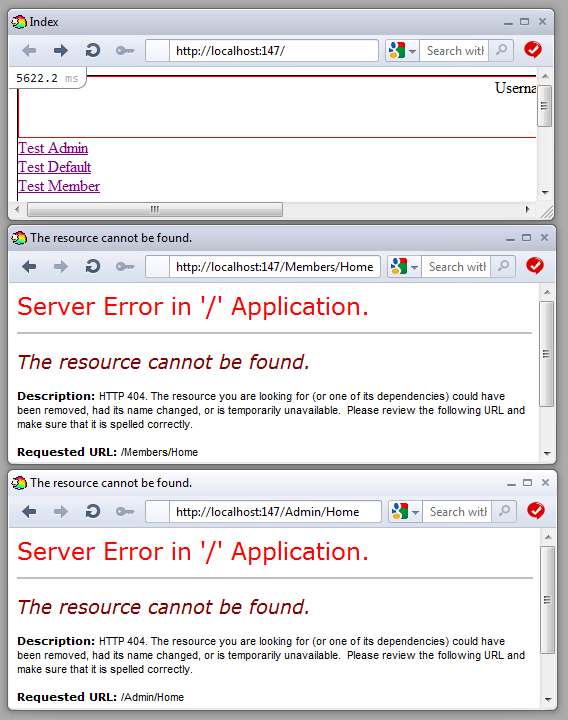 Index
http://localhost:147/
Search with
5622.2 ms
Userna
Test Admin
Test Default
Test Member
The resource cannot be found.
http://localhost:147/Members/Home
Search with
Server Error in '/' Application.
The resource cannot be found.
Description: HTTP 404. The resource you are looking for (or one of its dependencies) could have
been removed, had its name changed, or is temporarily unavailable.  Please review the following URL and
make sure that it is spelled correctly.
Requested URL: /Members/Home
The resource cannot be found.
http://localhost:147/Admin/Home
Search with
Server Error in '/' Application.
The resource cannot be found.
Description: HTTP 404. The resource you are looking for (or one of its dependencies) could have
been removed, had its name changed, or is temporarily unavailable.  Please review the following URL and
make sure that it is spelled correctly.
Requested URL: /Admin/Home